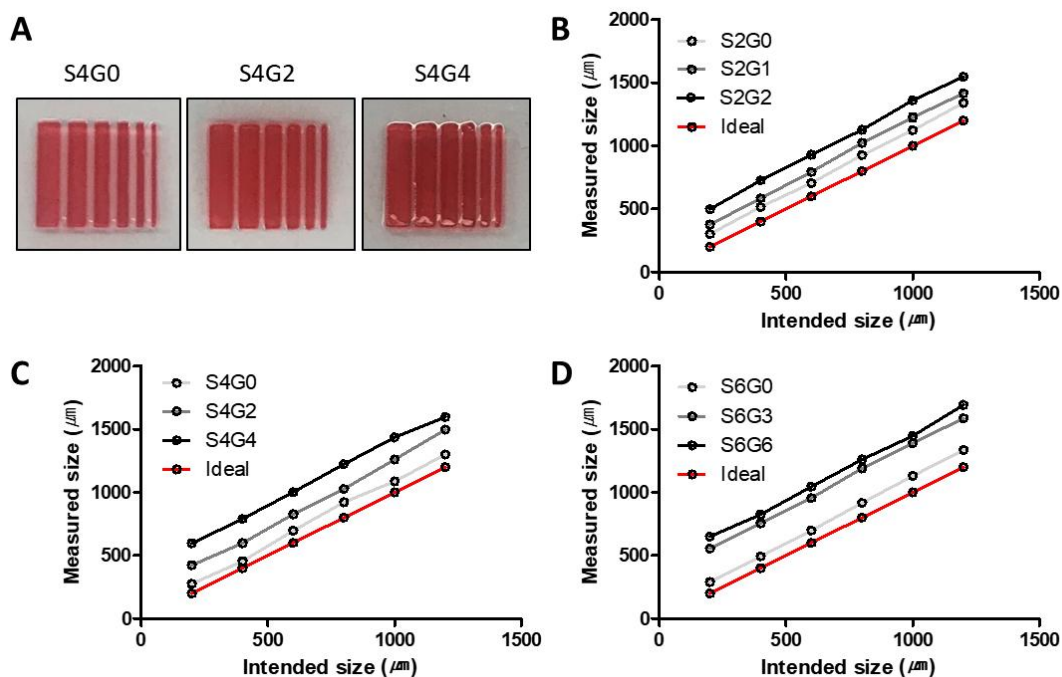 A
S4G0 S4G2 S4G4
B
Measured size (㎛)
2000
1500
1000
500
0
S2G0
S2G1
S2G2
Ideal
0 500 1000 1500
Intended size (㎛)
C
Measured size (㎛)
2000
1500
1000
500
0
S4G0
S4G2
S4G4
Ideal
0 500 1000 1500
Intended size (㎛)
D
Measured size (㎛)
2000
1500
1000
500
0
S6G0
S6G3
S6G6
Ideal
0 500 1000 1500
Intended size (㎛)